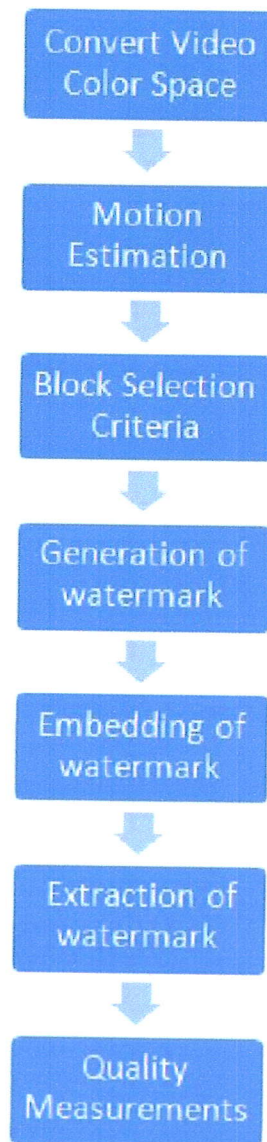 Convert Video
Color Space
Motion
Estimation
Block Selection
Criteria
Generation of
watermark
Embedding of
watermark
Extraction of
watermark
Quality
Measurements